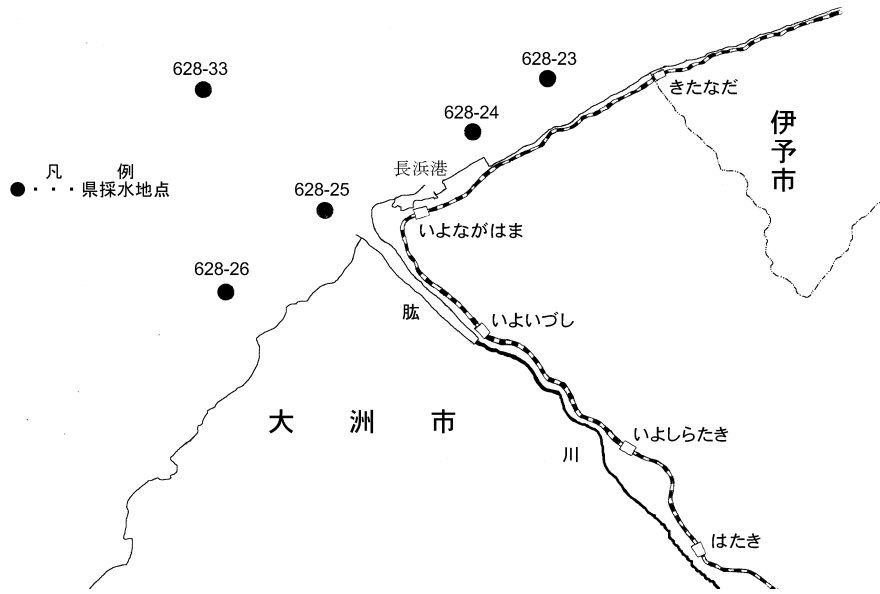 628-33
628-23
きたなだ
628-24
伊予市
長浜港
凡例
●・・・県採水地点
628-25
いよながはま
628-26
肱川
いよいづし
大洲市
いよしらたき
はたき